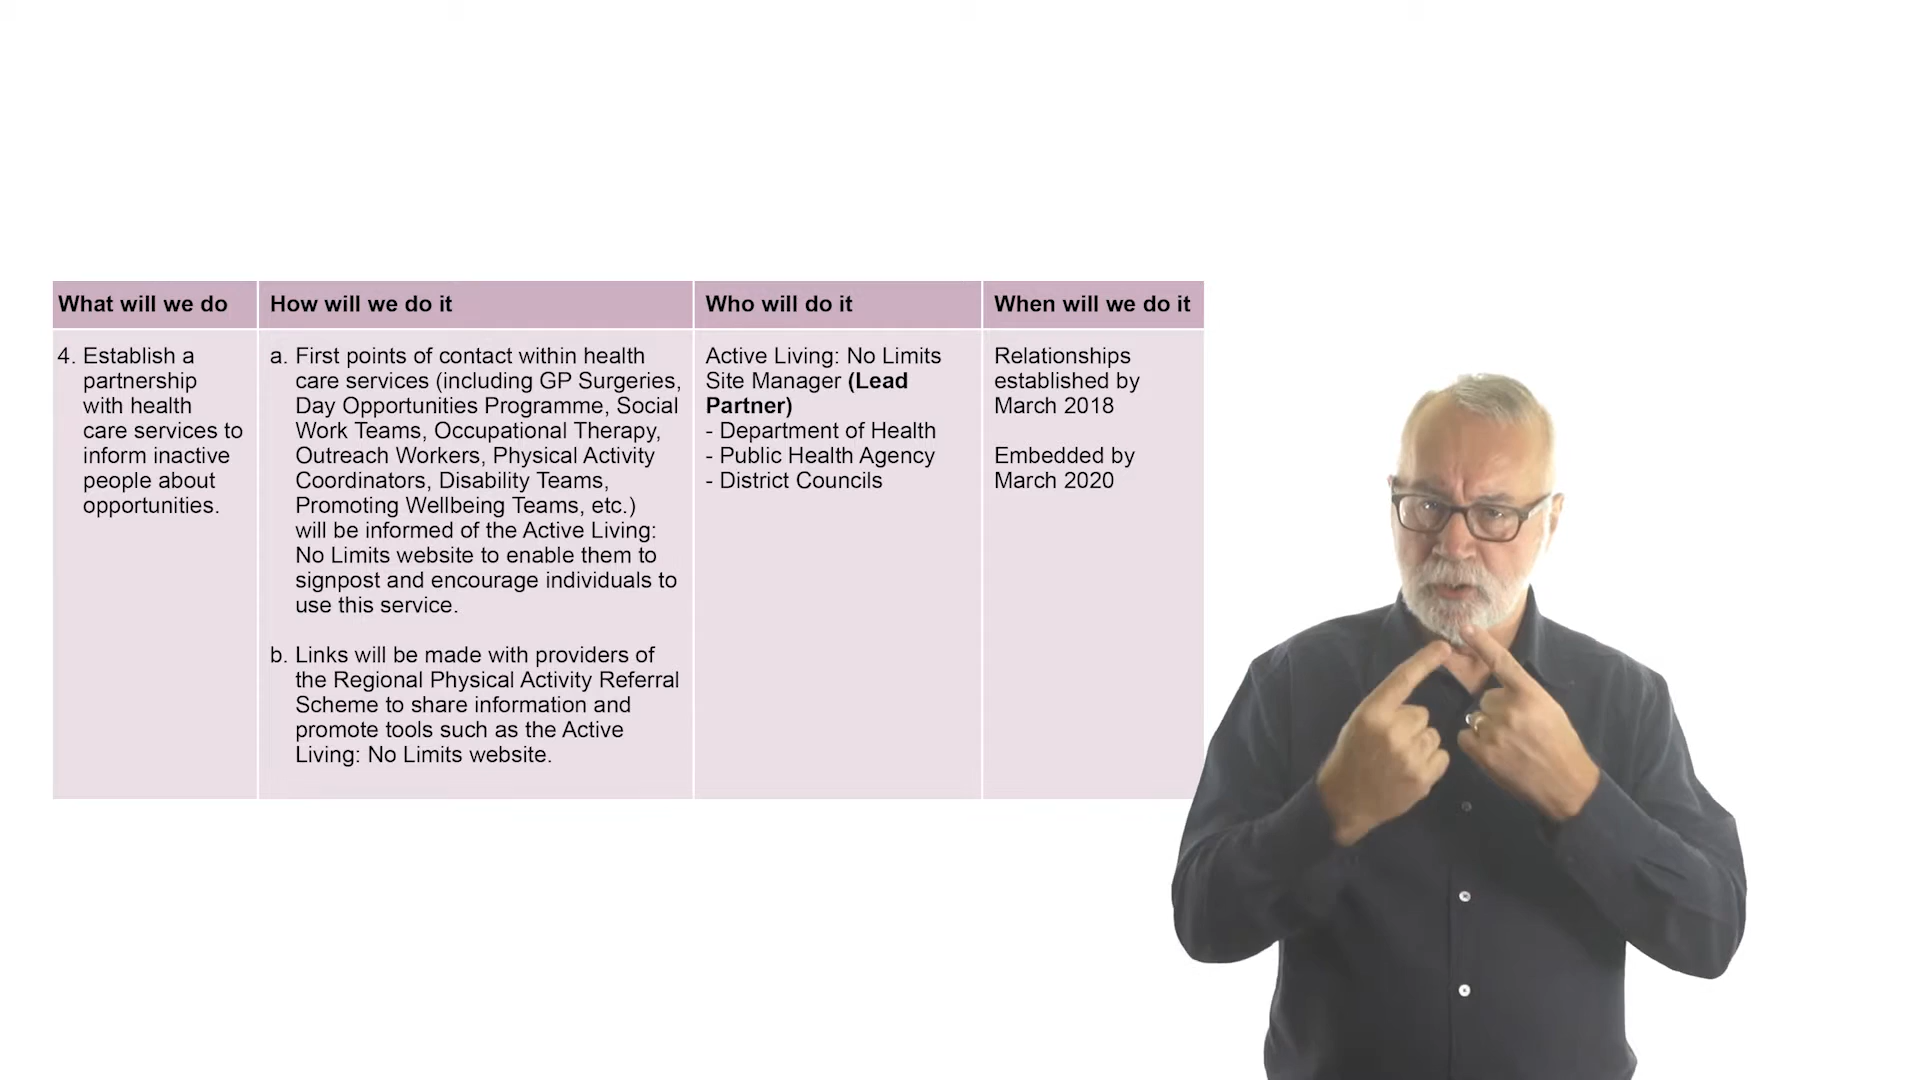 What will we do
How will we do it
Who will do it
When will we do it
4. Establish a
partnership
with health
care services to
inform inactive
people about
opportunities.
a. First points of contact within health
care services (including GP Surgeries,
Day Opportunities Programme, Social
Work Teams, Occupational Therapy,
Outreach Workers, Physical Activity
Coordinators, Disability Teams,
Promoting Wellbeing Teams, etc.)
will be informed of the Active Living:
No Limits website to enable them to
signpost and encourage individuals to
use this service.
b. Links will be made with providers of
the Regional Physical Activity Referral
Scheme to share information and
promote tools such as the Active
Living: No Limits website.
Active Living: No Limits
Site Manager (Lead
Partner)
- Department of Health
- Public Health Agency
- District Councils
Relationships
established by
March 2018
Embedded by
March 2020